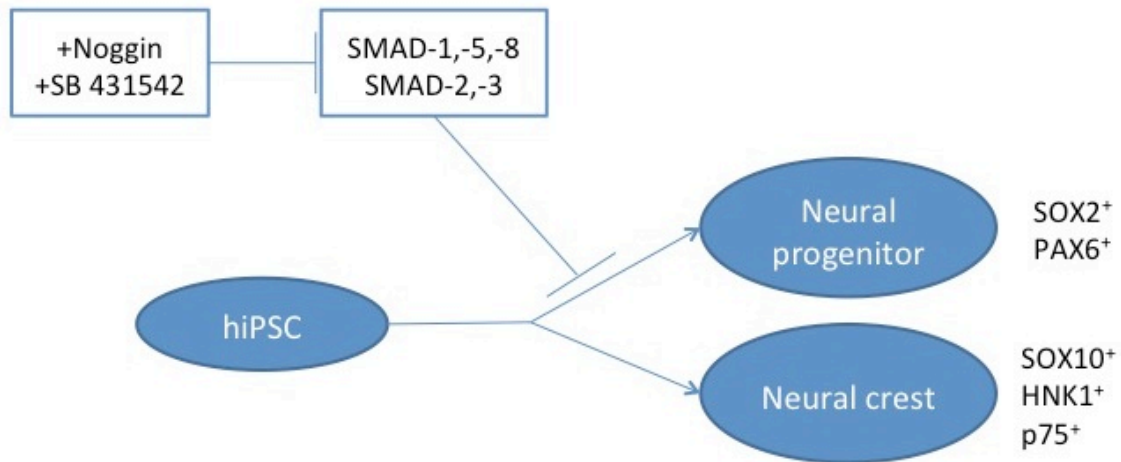 +Noggin
+SB 431542
SMAD-1,-5,-8
SMAD-2,-3
Neural
progenitor
SOX2⁺
PAX6⁺
hiPSC
Neural crest
SOX10⁺
HNK1⁺
p75⁺